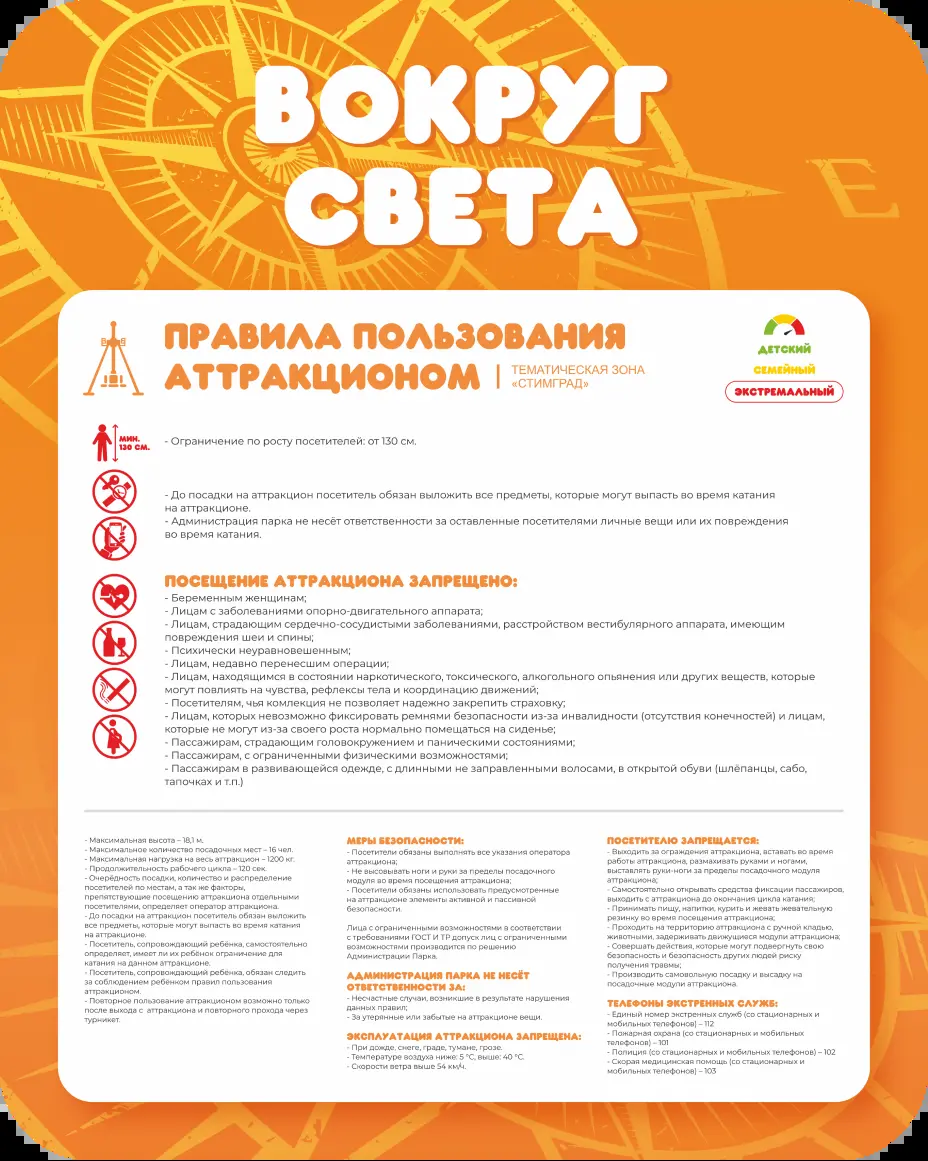 ВОКРУГ
СВЕТА
E
ПРАВИЛА ПОЛЬЗОВАНИЯ
АТТРАКЦИОНОМ
ТЕМАТИЧЕСКАЯ ЗОНА
«СТИМГРАД»
ДЕТСКИЙ
СЕМЕЙНЫЙ
ЭКСТРЕМАЛЬНЫЙ
МИН.
130 СМ.
- Ограничение по росту посетителей: от 130 см.
- До посадки на аттракцион посетитель обязан выложить все предметы, которые могут выпасть во время катания
на аттракционе.
- Администрация парка не несёт ответственности за оставленные посетителями личные вещи или их повреждения
во время катания.
ПОСЕЩЕНИЕ АТТРАКЦИОНА ЗАПРЕЩЕНО:
- Беременным женщинам;
- Лицам с заболеваниями опорно-двигательного аппарата;
- Лицам, страдающим сердечно-сосудистыми заболеваниями, расстройством вестибулярного аппарата, имеющим
повреждения шеи и спины;
- Психически неуравновешенным;
- Лицам, недавно перенесшим операции;
- Лицам, находящимся в состоянии наркотического, токсического, алкогольного опьянения или других веществ, которые
могут повлиять на чувства, рефлексы тела и координацию движений;
- Посетителям, чья комлекция не позволяет надежно закрепить страховку;
- Лицам, которых невозможно фиксировать ремнями безопасности из-за инвалидности (отсутствия конечностей) и лицам,
которые не могут из-за своего роста нормально помещаться на сиденье;
- Пассажирам, страдающим головокружением и паническими состояниями;
- Пассажирам, с ограниченными физическими возможностями;
- Пассажирам в развивающейся одежде, с длинными не заправленными волосами, в открытой обуви (шлёпанцы, сабо,
тапочках и т.п.)
- Максимальная высота – 18,1 м.
- Максимальное количество посадочных мест – 16 чел.
- Максимальная нагрузка на весь аттракцион – 1200 кг.
- Продолжительность рабочего цикла – 120 сек.
- Очерёдность посадки, количество и распределение
посетителей по местам, а так же факторы,
препятствующие посещению аттракциона отдельными
посетителями, определяет оператор аттракциона.
- До посадки на аттракцион посетитель обязан выложить
все предметы, которые могут выпасть во время катания
на аттракционе.
- Посетитель, сопровождающий ребёнка, самостоятельно
определяет, имеет ли их ребёнок ограничение для
катания на данном аттракционе.
- Посетитель, сопровождающий ребенка, обязан следить
за соблюдением ребёнком правил пользования
аттракционом.
- Повторное пользование аттракционом возможно только
после выхода с аттракциона и повторного прохода через
турникет.
МЕРЫ БЕЗОПАСНОСТИ:
- Посетители обязаны выполнять все указания оператора
аттракциона;
- Не высовывать ноги и руки за пределы посадочного
модуля во время посещения аттракциона;
- Посетители обязаны использовать предусмотренные
на аттракционе элементы активной и пассивной
безопасности.
Лица с ограниченными возможностями в соответствии
с требованиями ГОСТ И ТР допуск лиц с ограниченными
возможностями производится по решению
Администрации Парка.
АДМИНИСТРАЦИЯ ПАРКА НЕ НЕСЁТ
ОТВЕТСТВЕННОСТИ ЗА:
- Несчастные случаи, возникшие в результате нарушения
данных правил;
- За утерянные или забытые на аттракционе вещи.
ЭКСПЛУАТАЦИЯ АТТРАКЦИОНА ЗАПРЕЩЕНА:
- При дожде, снеге, граде, тумане, грозе.
- Температуре воздуха ниже: 5 °C, выше: 40 °C.
- Скорости ветра выше 54 км/ч.
ПОСЕТИТЕЛЮ ЗАПРЕЩАЕТСЯ:
- Выходить за ограждения аттракциона, вставать во время
работы аттракциона, размахивать руками и ногами,
выставлять руки-ноги за пределы посадочного модуля
аттракциона;
- Самостоятельно открывать средства фиксации пассажиров,
выходить с аттракциона до окончания цикла катания;
- Принимать пищу, напитки, курить и жевать жевательную
резинку во время посещения аттракциона;
- Проходить на территорию аттракциона с ручной кладью,
животными, задерживать движущиеся модули аттракциона;
- Совершать действия, которые могут подвергнуть свою
безопасность и безопасность других людей риску
получения травмы;
- Производить самовольную посадку и высадку на
посадочные модули аттракциона.
ТЕЛЕФОНЫ ЭКСТРЕННЫХ СЛУЖБ:
- Единый номер экстренных служб (со стационарных и
мобильных телефонов) – 112
- Пожарная охрана (со стационарных и мобильных
телефонов) – 101
- Полиция (со стационарных и мобильных телефонов) – 102
- Скорая медицинская помощь (со стационарных и
мобильных телефонов) – 103